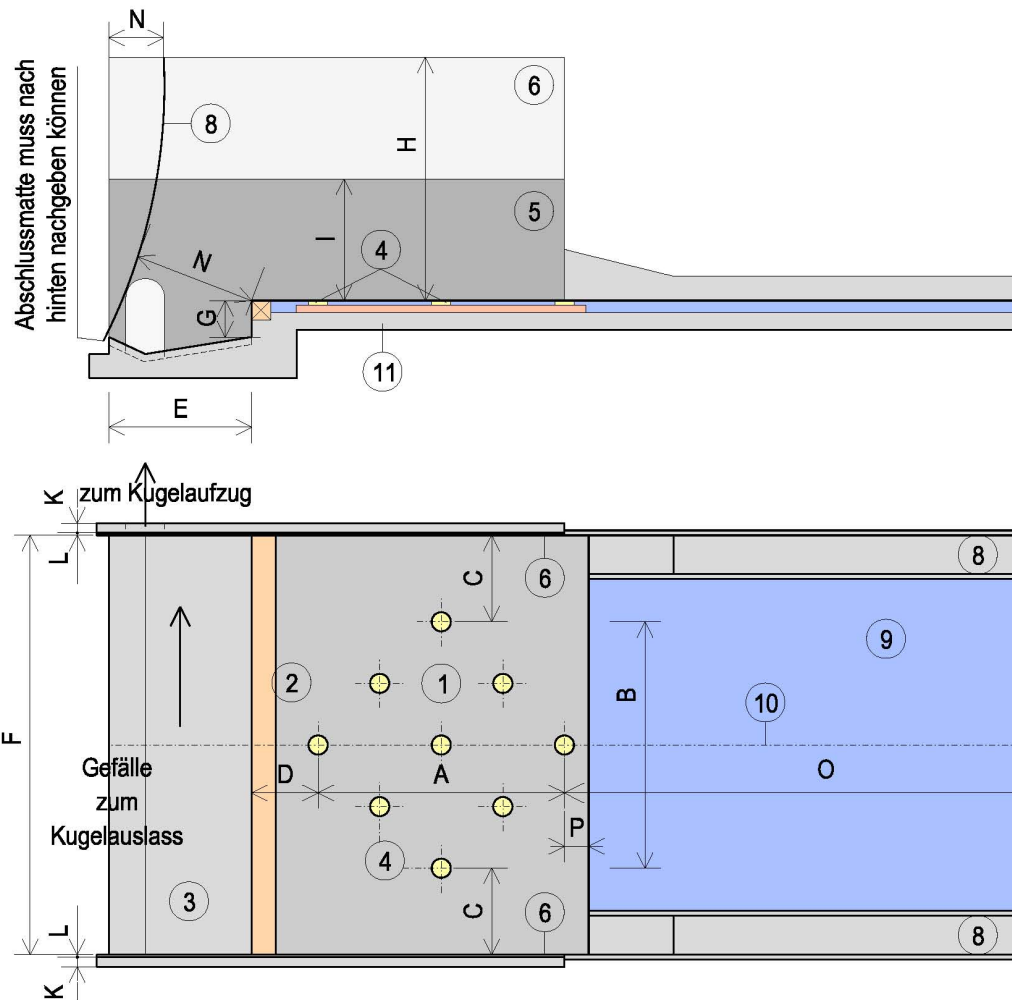 N
Abschlussmatte muss nach
hinten nachgeben können
6
8
H
5
I
4
N
G
11
E
K
zum Kugelaufzug
L
6
C
8
9
2
1
B
10
F
Gefälle
zum
Kugelauslass
D
A
O
P
4
3
C
6
L
8
K